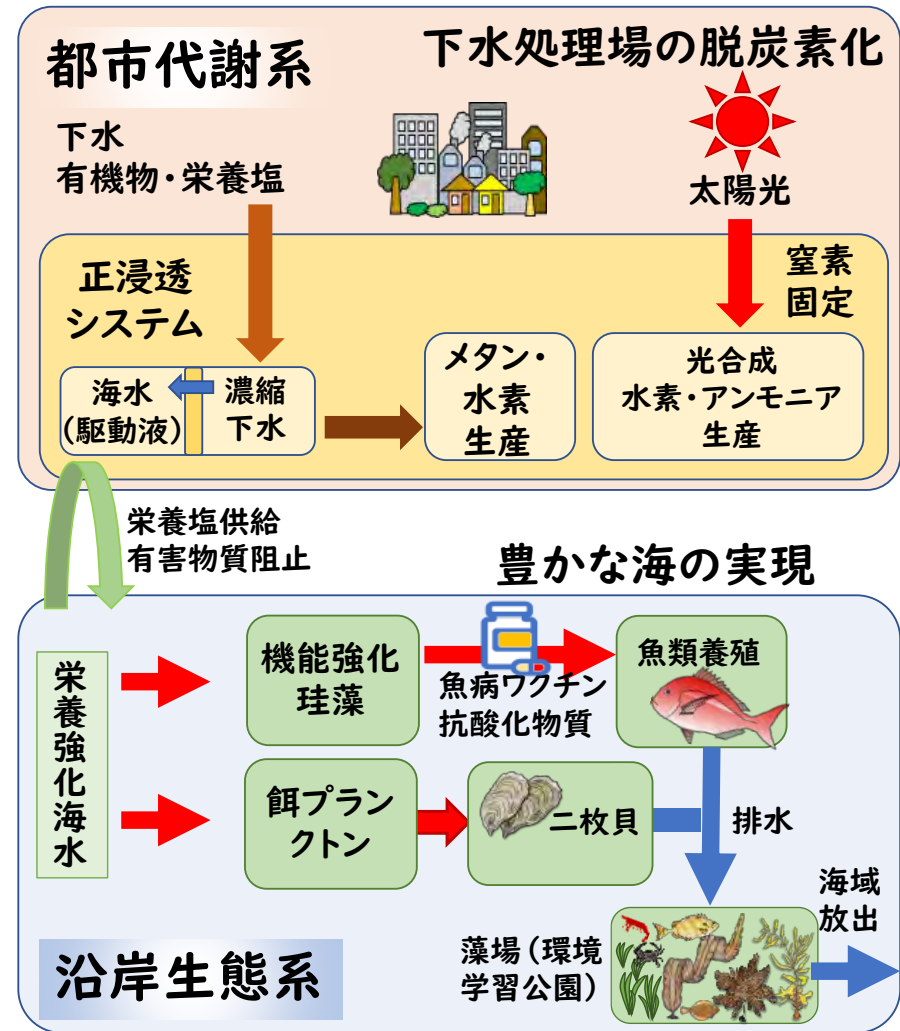 都市代謝系
下水処理場の脱炭素化
下水
有機物・栄養塩
太陽光
正浸透
システム
窒素
固定
海水
(駆動液)
濃縮
下水
メタン・
水素
生産
光合成
水素・アンモニア
生産
栄養塩供給
有害物質阻止
豊かな海の実現
栄養強化海水
機能強化
珪藻
魚病ワクチン
抗酸化物質
魚類養殖
餌プラン
クトン
二枚貝
排水
海域
放出
藻場(環境
学習公園)
沿岸生態系